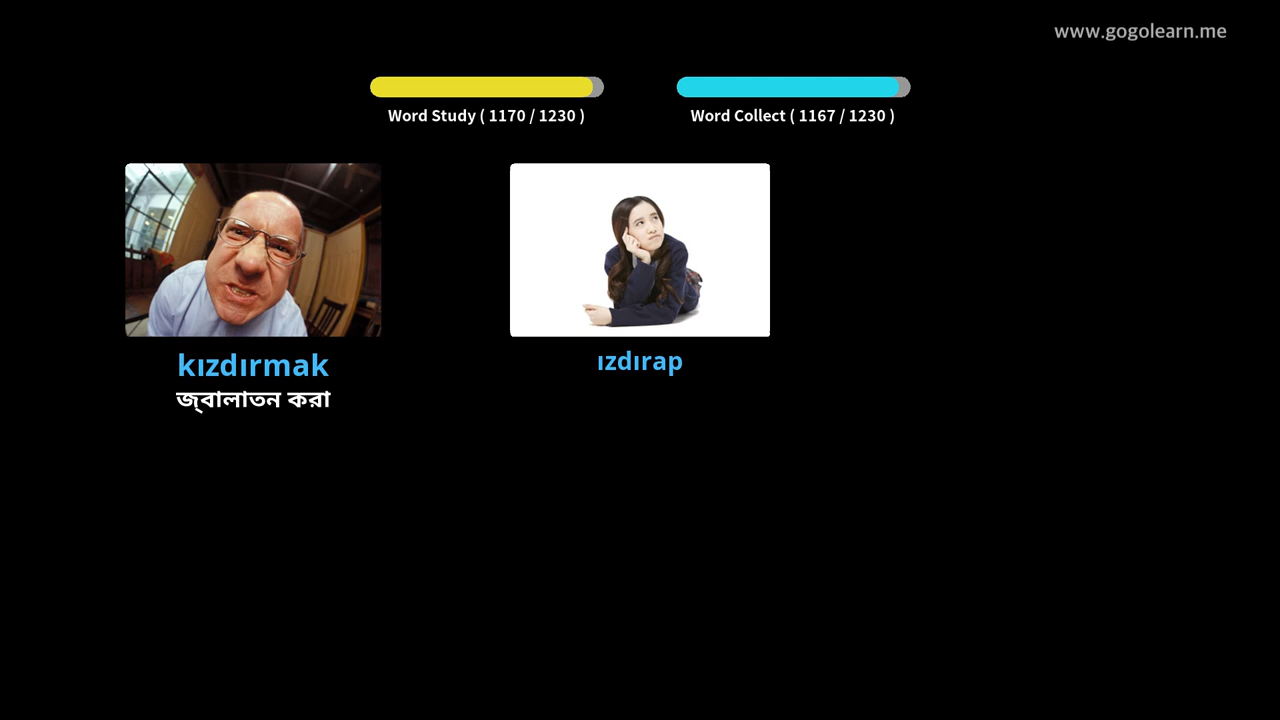 www.gogolearn.me
Word Study ( 1170 / 1230 )
Word Collect ( 1167 / 1230 )
kızdırmak
জ্বালাতন করা
ızdırap